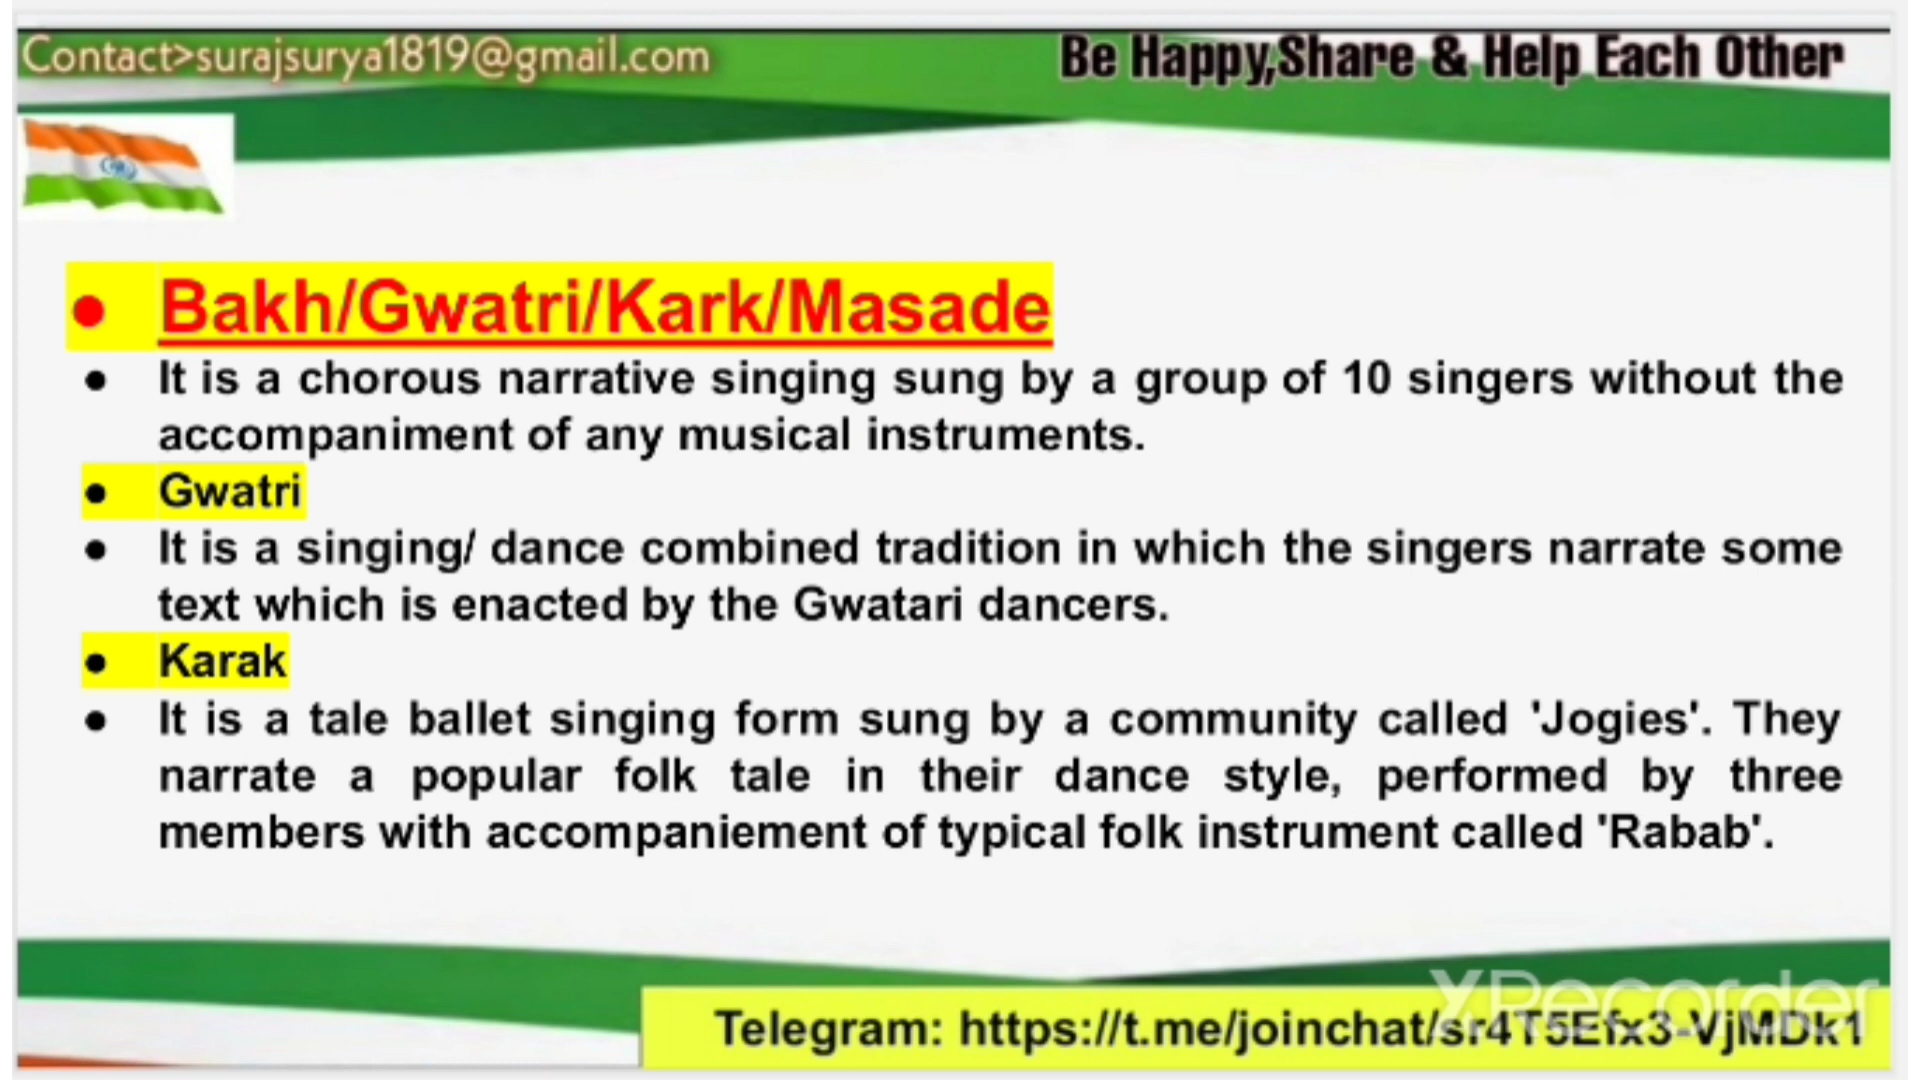 Contact>surajsurya1819@gmail.com
Be Happy,Share & Help Each Other
● Bakh/Gwatri/Kark/Masade
● It is a chorous narrative singing sung by a group of 10 singers without the
accompaniment of any musical instruments.
● Gwatri
● It is a singing/ dance combined tradition in which the singers narrate some
text which is enacted by the Gwatari dancers.
● Karak
● It is a tale ballet singing form sung by a community called 'Jogies'. They
narrate a popular folk tale in their dance style, performed by three
members with accompaniement of typical folk instrument called 'Rabab'.
XRecorder
Telegram: https://t.me/joinchat/sr4T5Efx3-VjMDk1